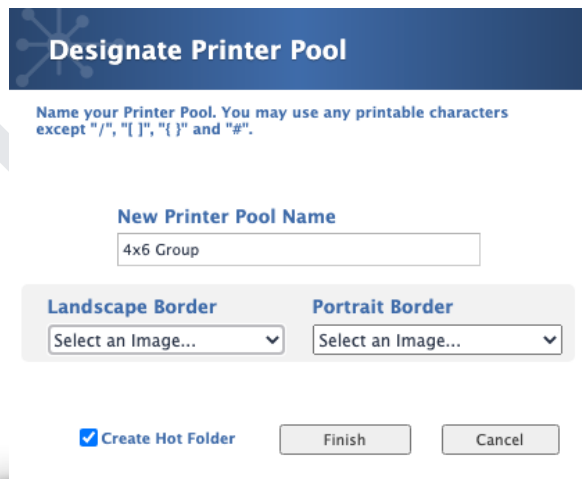 Designate Printer Pool
Name your Printer Pool. You may use any printable characters
except "/", "[ ]", "{ }" and "#".
New Printer Pool Name
4x6 Group
Landscape Border Portrait Border
Select an Image... Select an Image...
Create Hot Folder Finish Cancel